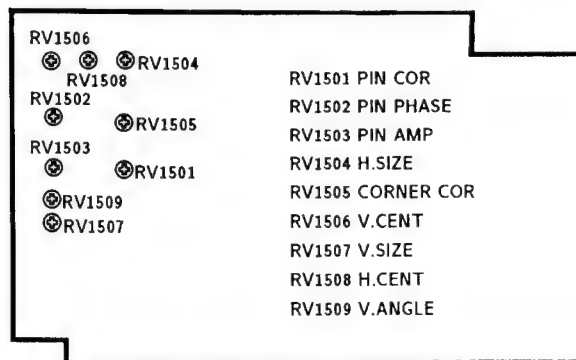 RV1506
RV1504
RV1508
RV1502
RV1505
RV1503
RV1501
RV1509
RV1507
RV1501 PIN COR
RV1502 PIN PHASE
RV1503 PIN AMP
RV1504 H.SIZE
RV1505 CORNER COR
RV1506 V.CENT
RV1507 V.SIZE
RV1508 H.CENT
RV1509 V.ANGLE